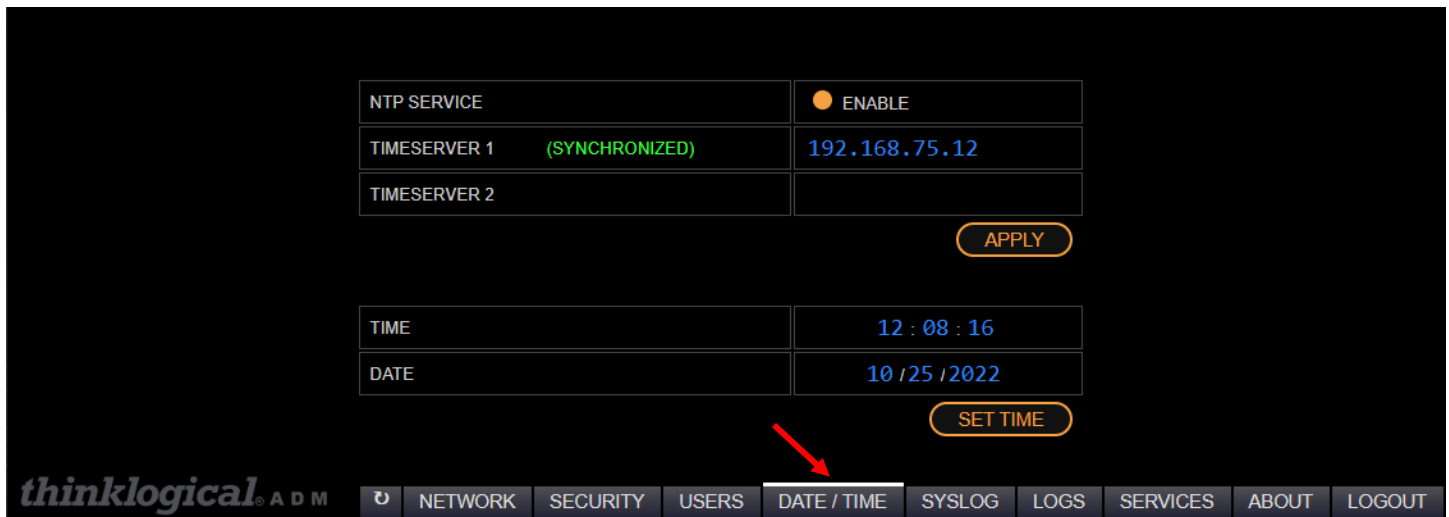 NTP SERVICE ENABLE
TIMESERVER 1 (SYNCHRONIZED) 192.168.75.12
TIMESERVER 2
APPLY
TIME 12 : 08 : 16
DATE 10 / 25 / 2022
SET TIME
thinklogical® ADM ↻ NETWORK SECURITY USERS DATE / TIME SYSLOG LOGS SERVICES ABOUT LOGOUT